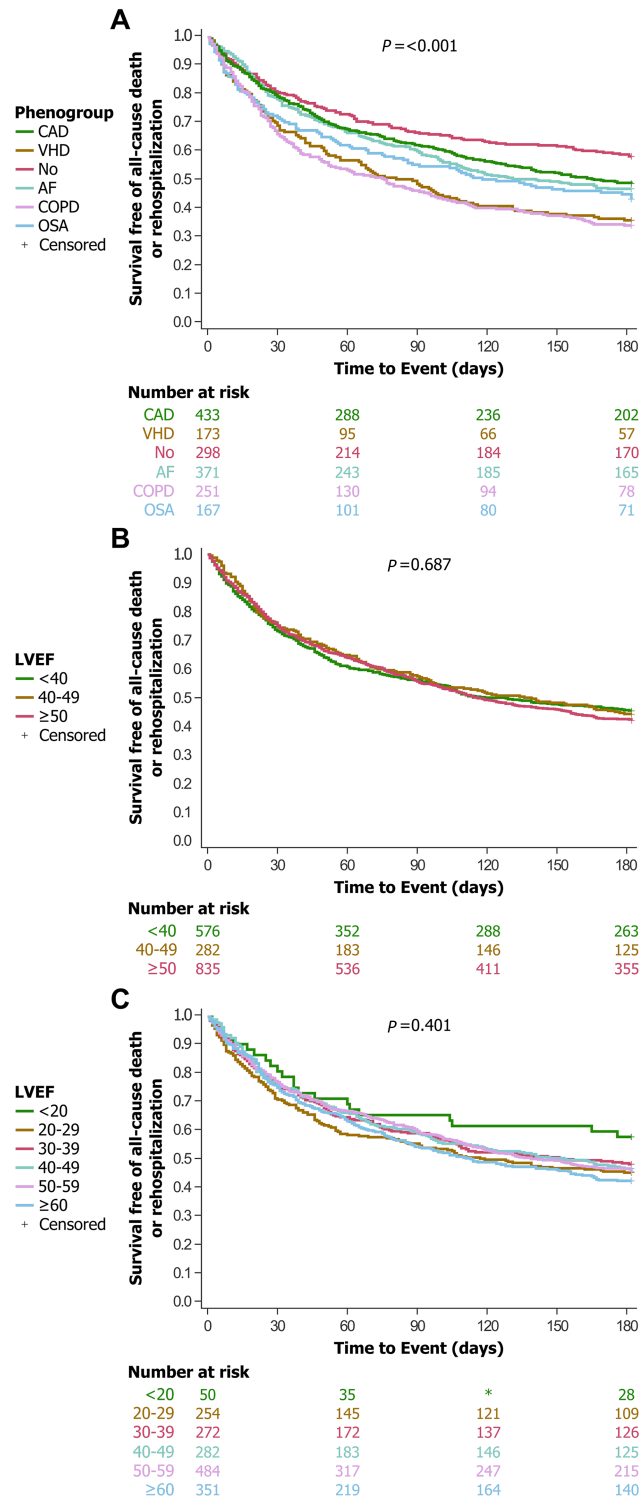 A
P=<0.001
Phenogroup
CAD
VHD
No
AF
COPD
OSA
+ Censored
Survival free of all-cause death
or rehospitalization
1.0
0.9
0.8
0.7
0.6
0.5
0.4
0.3
0.2
0.1
0.0
0 30 60 90 120 150 180
Time to Event (days)
Number at risk
CAD 433 288 236 202
VHD 173 95 66 57
No 298 214 184 170
AF 371 243 185 165
COPD 251 130 94 78
OSA 167 101 80 71
B
P=0.687
LVEF
<40
40-49
≥50
+ Censored
Survival free of all-cause death
or rehospitalization
1.0
0.9
0.8
0.7
0.6
0.5
0.4
0.3
0.2
0.1
0.0
0 30 60 90 120 150 180
Time to Event (days)
Number at risk
<40 576 352 288 263
40-49 282 183 146 125
≥50 835 536 411 355
C
P=0.401
LVEF
<20
20-29
30-39
40-49
50-59
≥60
+ Censored
Survival free of all-cause death
or rehospitalization
1.0
0.9
0.8
0.7
0.6
0.5
0.4
0.3
0.2
0.1
0.0
0 30 60 90 120 150 180
Time to Event (days)
Number at risk
<20 50 35 * 28
20-29 254 145 121 109
30-39 272 172 137 126
40-49 282 183 146 125
50-59 484 317 247 215
≥60 351 219 164 140